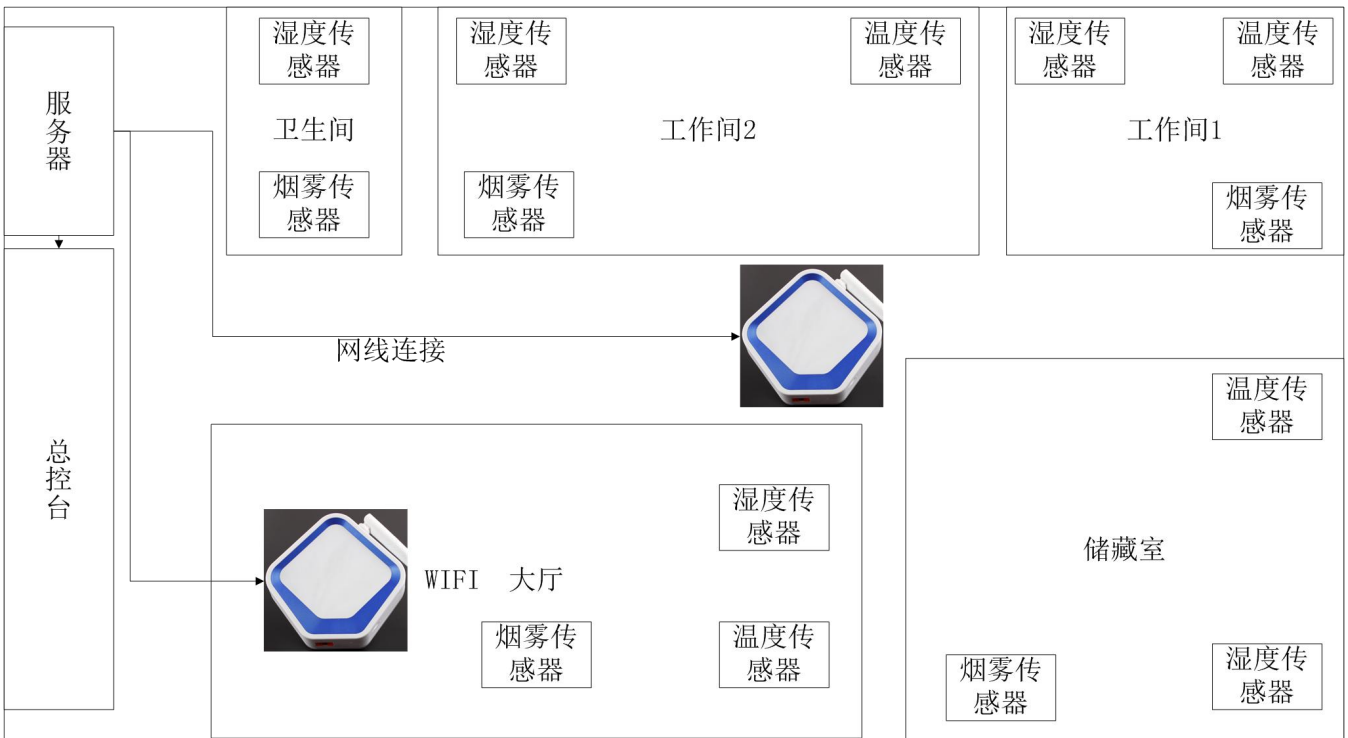 服务器
湿度传
感器
卫生间
烟雾传
感器
湿度传
感器
温度传
感器
工作间2
烟雾传
感器
湿度传
感器
温度传
感器
工作间1
烟雾传
感器
网线连接
总控台
湿度传
感器
WIFI 大厅
烟雾传
感器
温度传
感器
温度传
感器
储藏室
烟雾传
感器
湿度传
感器